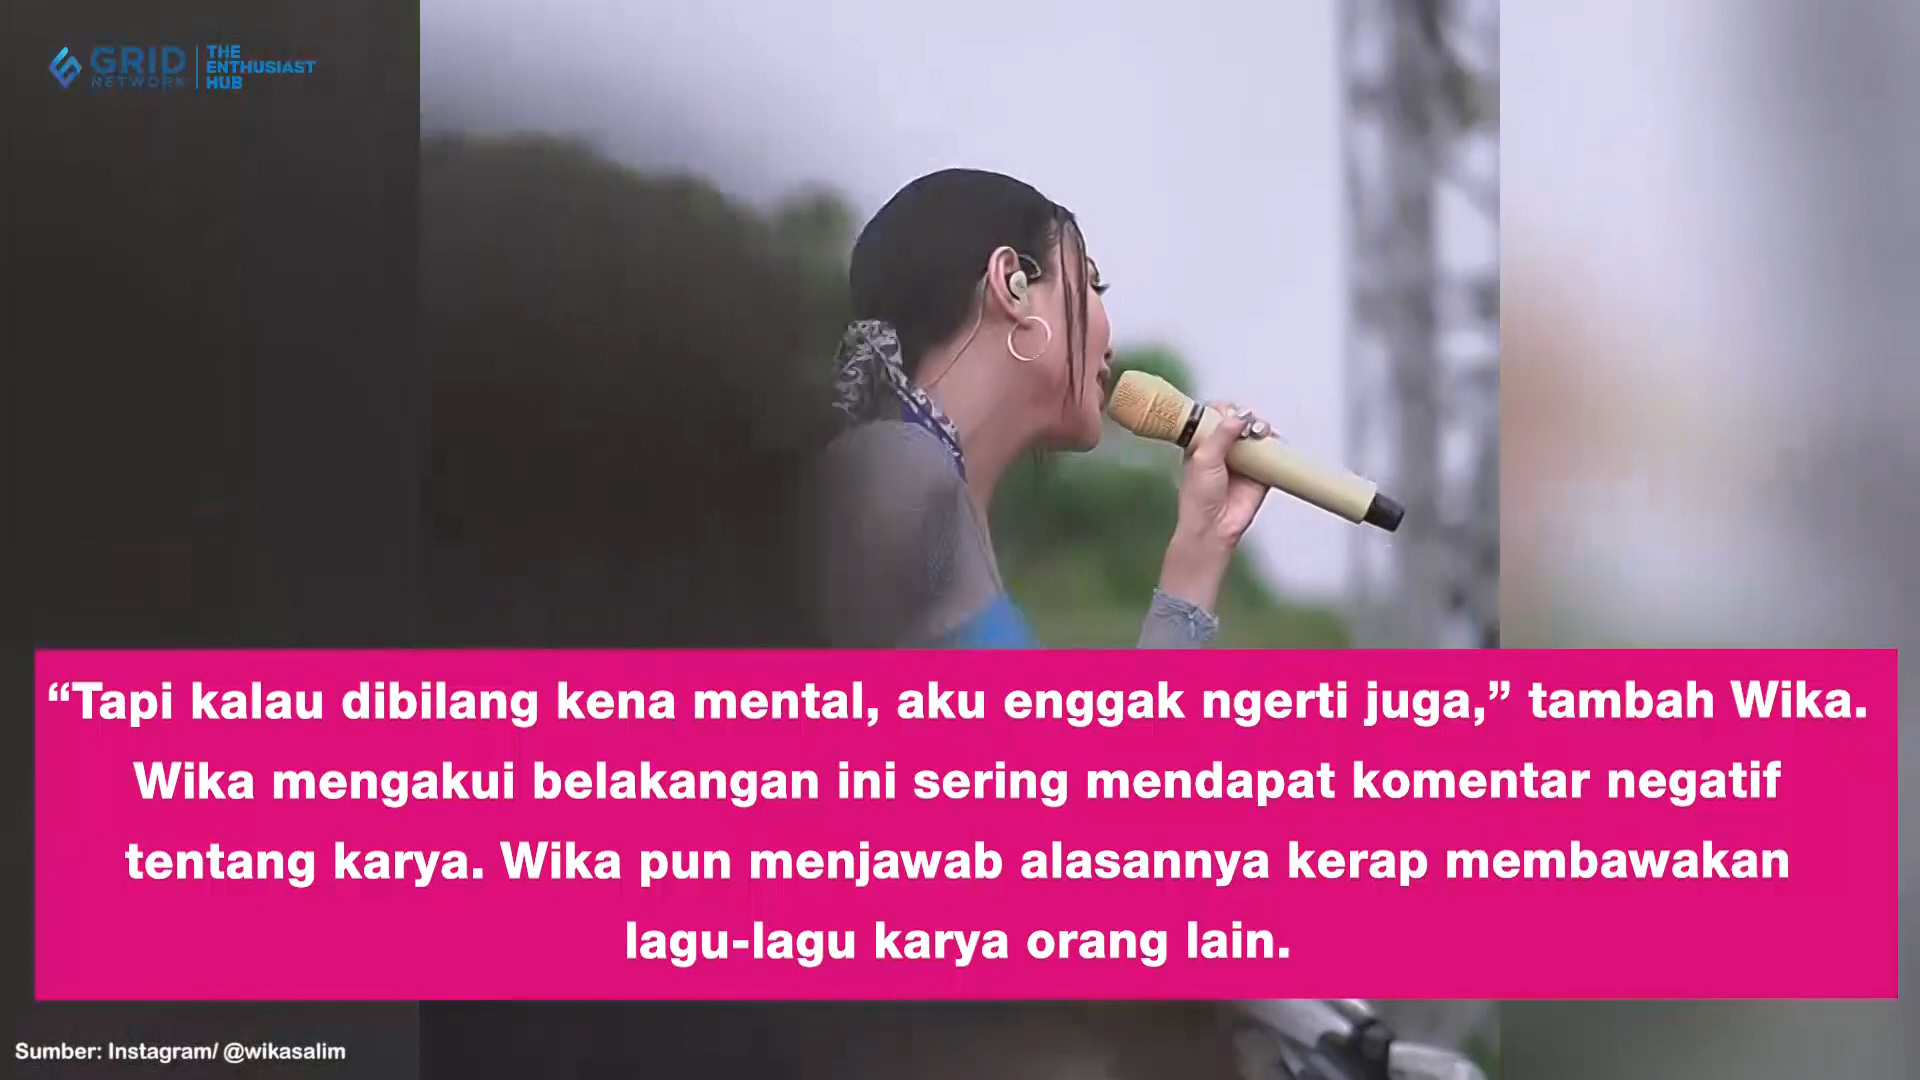 GRID
NETWORK
THE
ENTHUSIAST
HUB
“Tapi kalau dibilang kena mental, aku enggak ngerti juga,” tambah Wika.
Wika mengakui belakangan ini sering mendapat komentar negatif
tentang karya. Wika pun menjawab alasannya kerap membawakan
lagu-lagu karya orang lain.
Sumber: Instagram/ @wikasalim